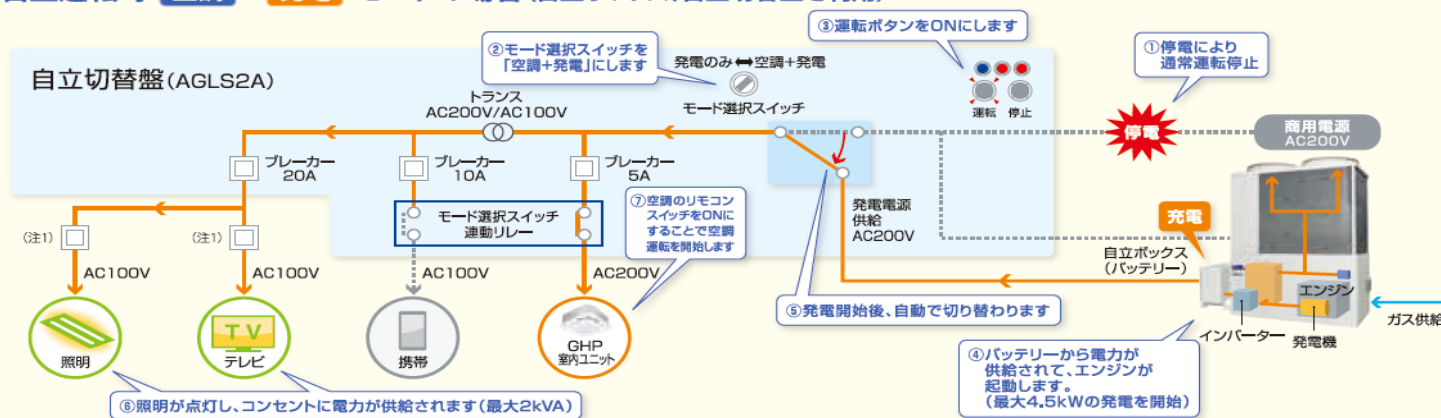 ③運転ボタンをONにします
②モード選択スイッチを
「空調+発電」にします
発電のみ⬌空調+発電
モード選択スイッチ
運転 停止
①停電により
通常運転停止
停電
商用電源
AC200V
自立切替盤(AGLS2A)
トランス
AC200V/AC100V
ブレーカー
20A
ブレーカー
10A
ブレーカー
5A
⑦空調のリモコン
スイッチをONに
することで空調
運転を開始します
モード選択スイッチ
連動リレー
発電電源
供給
AC200V
充電
自立ボックス
(バッテリー)
エンジン
インバーター
発電機
ガス供給
(注1)
(注1)
AC100V
AC100V
AC100V
AC200V
⑤発電開始後、自動で切り替わります
④バッテリーから電力が
供給されて、エンジンが
起動します。
(最大4.5kWの発電を開始)
照明
TV
テレビ
携帯
GHP
室内ユニット
⑥照明が点灯し、コンセントに電力が供給されます(最大2kVA)